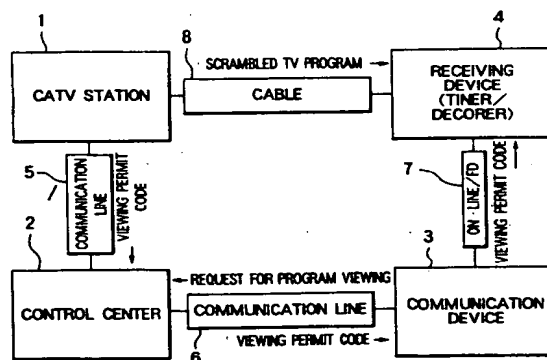 1
8
4
SCRAMBLED TV PROGRAM
CATV STATION
CABLE
RECEIVING
DEVICE
(TINER/
DECORER)
5
COMMUNICATION
LINE
VIEWING PERMIT
CODE
7
ON·LINE/FD
VIEWING PERMIT CODE
2
3
REQUEST FOR PROGRAM VIEWING
CONTROL CENTER
COMMUNICATION LINE
COMMUNICATION
DEVICE
6
VIEWING PERMIT CODE